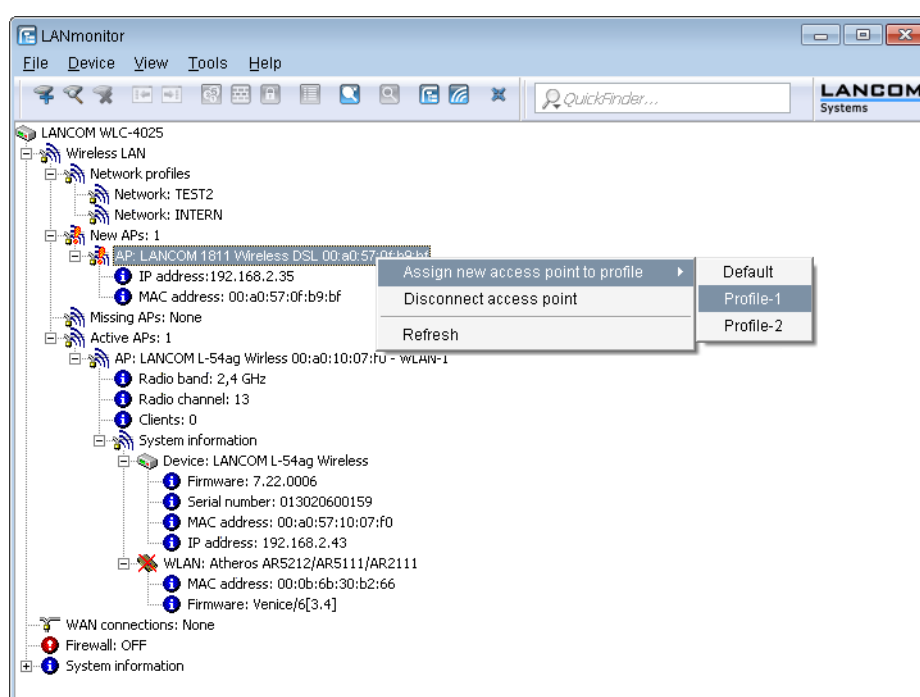 LANmonitor
File Device View Tools Help
QuickFinder...
LANCOM
Systems
LANCOM WLC-4025
Wireless LAN
Network profiles
Network: TEST2
Network: INTERN
New APs: 1
AP: LANCOM 1811 Wireless DSL 00:a0:57:0f:b9:bf
IP address:192.168.2.35
MAC address: 00:a0:57:0f:b9:bf
Assign new access point to profile
Disconnect access point
Refresh
Default
Profile-1
Profile-2
Missing APs: None
Active APs: 1
AP: LANCOM L-54ag Wirless 00:a0:10:07:f0 - WLAN-1
Radio band: 2,4 GHz
Radio channel: 13
Clients: 0
System information
Device: LANCOM L-54ag Wireless
Firmware: 7.22.0006
Serial number: 013020600159
MAC address: 00:a0:57:10:07:f0
IP address: 192.168.2.43
WLAN: Atheros AR5212/AR5111/AR2111
MAC address: 00:0b:6b:30:b2:66
Firmware: Venice/6[3.4]
WAN connections: None
Firewall: OFF
System information